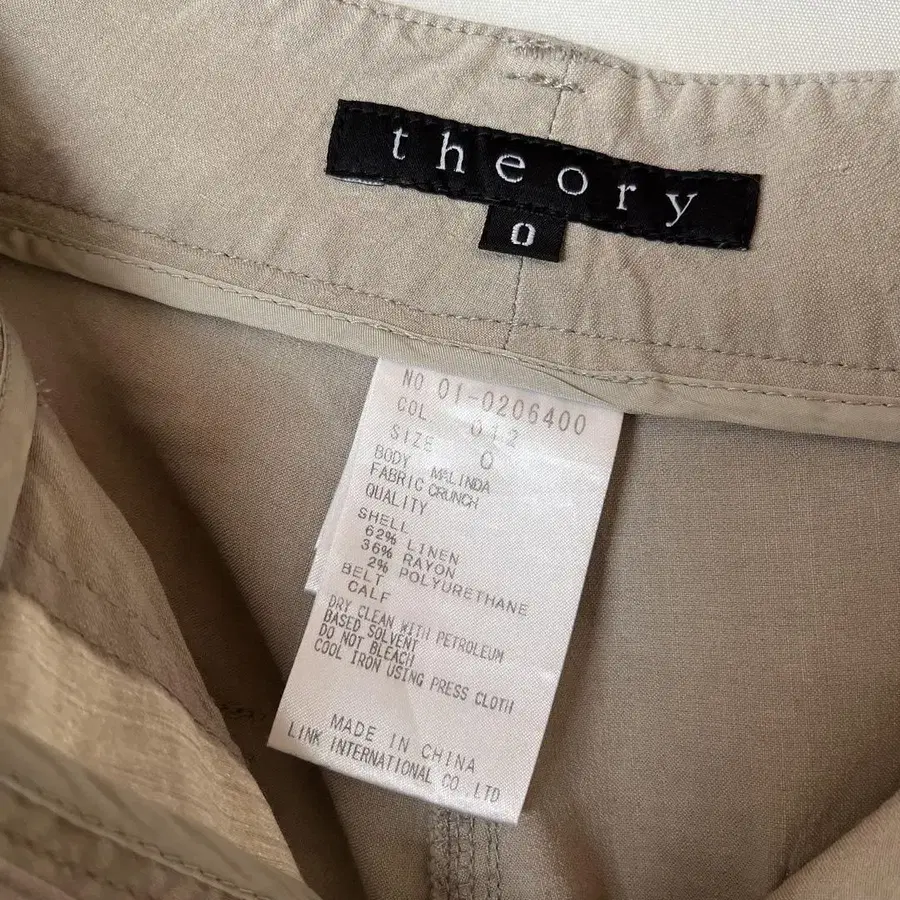 theory
0
NO 01-0206400
COL 012
SIZE 0
BODY MALINDA
FABRIC CRUNCH
QUALITY
SHELL
62% LINEN
36% RAYON
2% POLYURETHANE
BELT
CALF
DRY CLEAN WITH PETROLEUM
BASED SOLVENT
DO NOT BLEACH
COOL IRON USING PRESS CLOTH
MADE IN CHINA
LINK INTERNATIONAL CO.,LTD